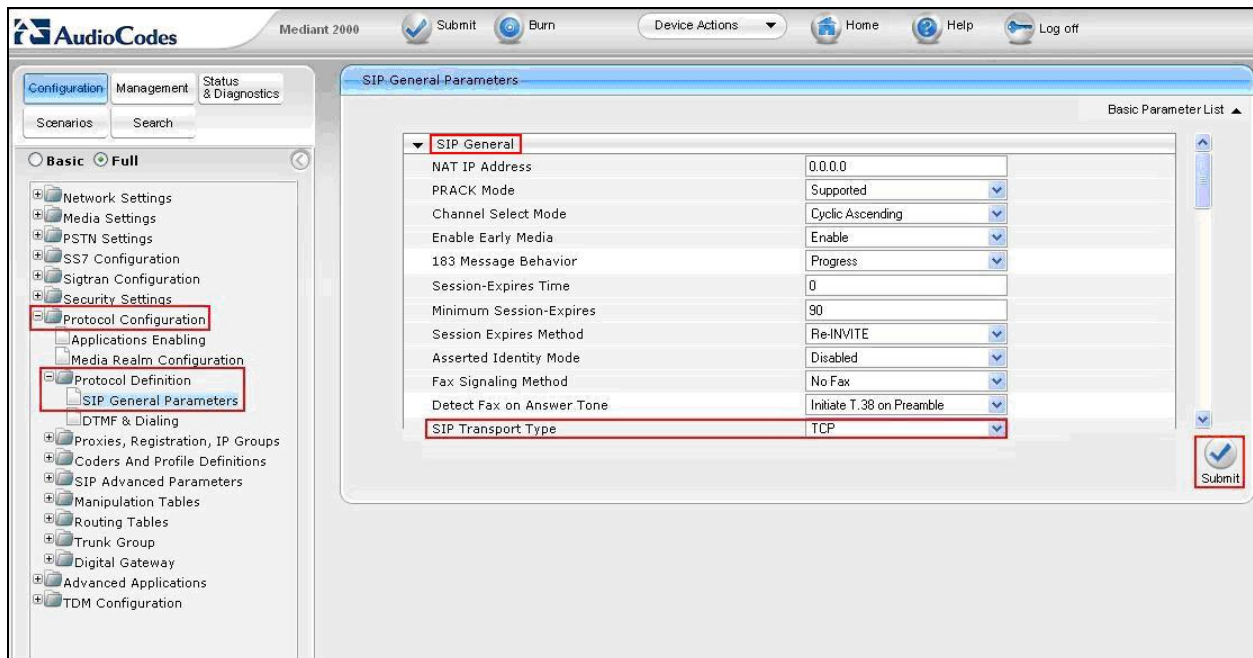 AudioCodes
Mediant 2000
Submit
Burn
Device Actions
Home
Help
Log off
Configuration
Management
Status
& Diagnostics
Scenarios
Search
Basic
Full
Network Settings
Media Settings
PSTN Settings
SS7 Configuration
Sigtran Configuration
Security Settings
Protocol Configuration
Applications Enabling
Media Realm Configuration
Protocol Definition
SIP General Parameters
DTMF & Dialing
Proxies, Registration, IP Groups
Coders And Profile Definitions
SIP Advanced Parameters
Manipulation Tables
Routing Tables
Trunk Group
Digital Gateway
Advanced Applications
TDM Configuration
SIP General Parameters
Basic Parameter List
SIP General
NAT IP Address 0.0.0.0
PRACK Mode Supported
Channel Select Mode Cyclic Ascending
Enable Early Media Enable
183 Message Behavior Progress
Session-Expires Time 0
Minimum Session-Expires 90
Session Expires Method Re-INVITE
Asserted Identity Mode Disabled
Fax Signaling Method No Fax
Detect Fax on Answer Tone Initiate T.38 on Preamble
SIP Transport Type TCP
Submit